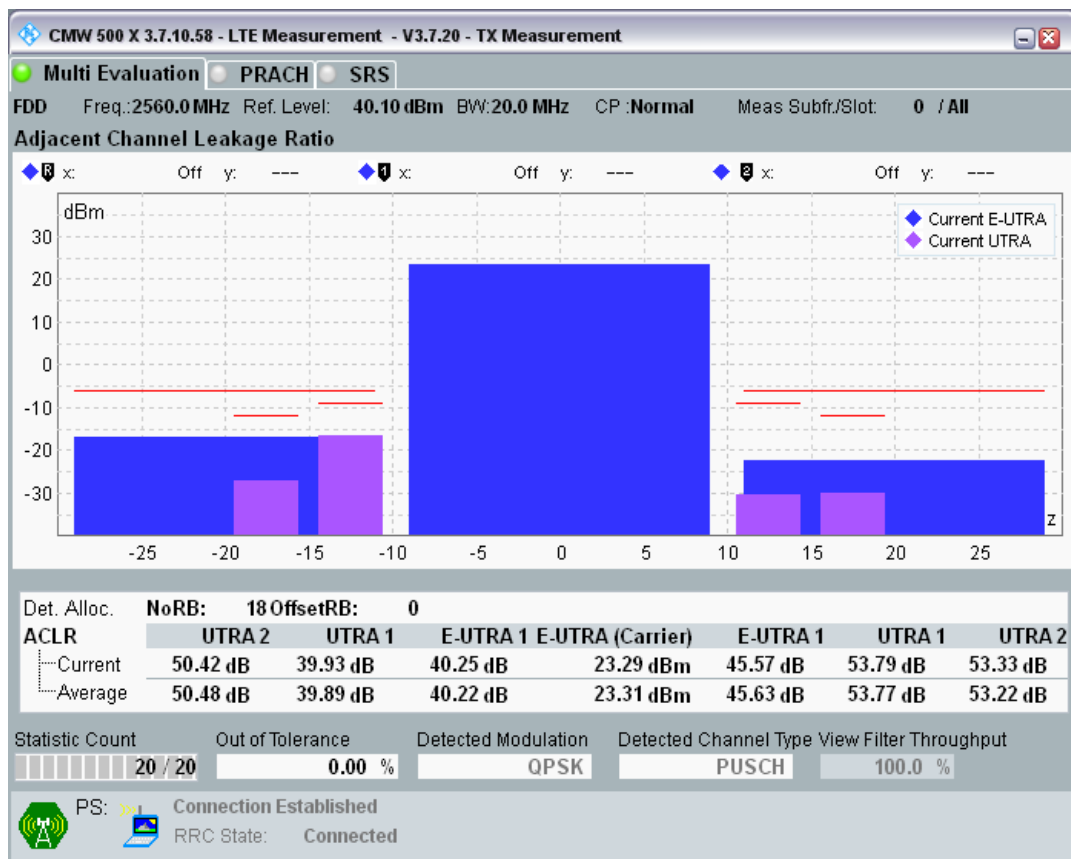 CMW 500 X 3.7.10.58 - LTE Measurement - V3.7.20 - TX Measurement
Multi Evaluation PRACH SRS
FDD Freq.:2560.0 MHz Ref. Level: 40.10 dBm BW:20.0 MHz CP :Normal Meas Subfr./Slot: 0 / All
Adjacent Channel Leakage Ratio
R x: Off y: --- 1 x: Off y: --- 2 x: Off y: ---
dBm
Current E-UTRA
Current UTRA
30
20
10
0
-10
-20
-30
z
-25 -20 -15 -10 -5 0 5 10 15 20 25
Det. Alloc. NoRB: 18 OffsetRB: 0
ACLR UTRA 2 UTRA 1 E-UTRA 1 E-UTRA (Carrier) E-UTRA 1 UTRA 1 UTRA 2
Current 50.42 dB 39.93 dB 40.25 dB 23.29 dBm 45.57 dB 53.79 dB 53.33 dB
Average 50.48 dB 39.89 dB 40.22 dB 23.31 dBm 45.63 dB 53.77 dB 53.22 dB
Statistic Count Out of Tolerance Detected Modulation Detected Channel Type View Filter Throughput
20 / 20 0.00 % QPSK PUSCH 100.0 %
PS: Connection Established
RRC State: Connected